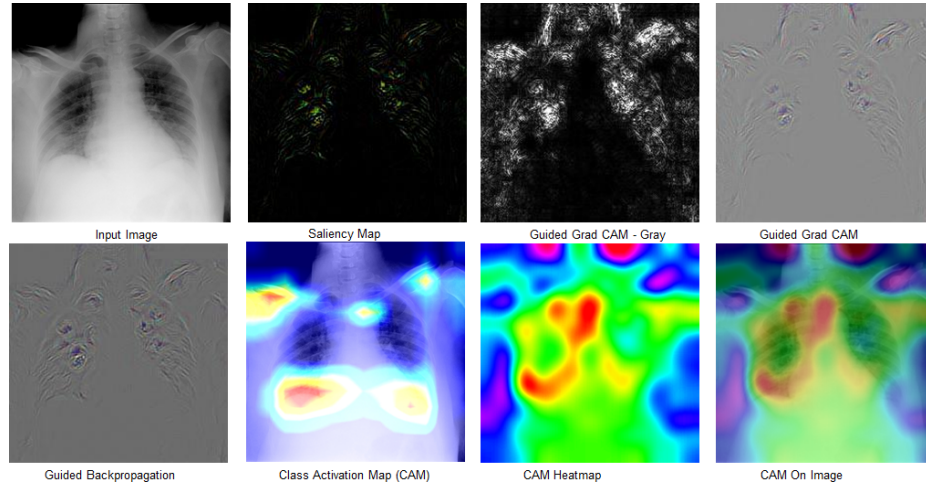 Input Image
Saliency Map
Guided Grad CAM - Gray
Guided Grad CAM
Guided Backpropagation
Class Activation Map (CAM)
CAM Heatmap
CAM On Image